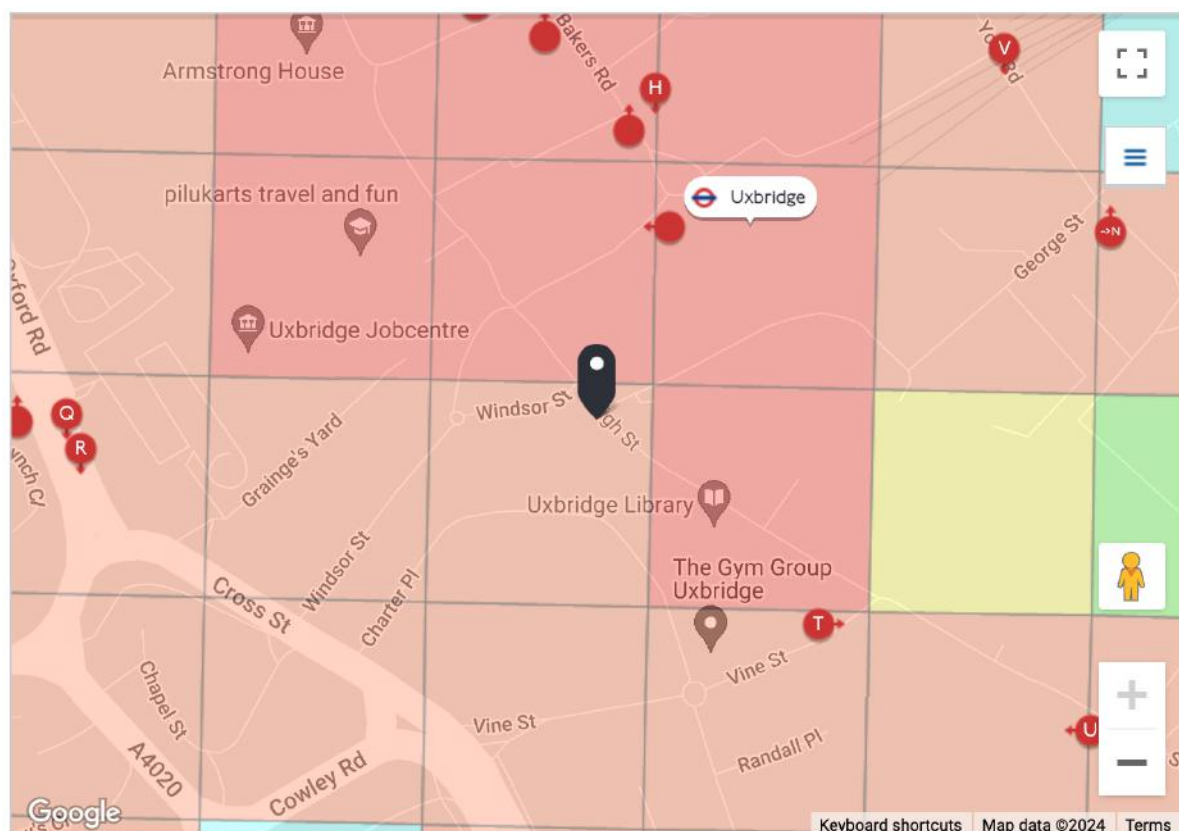 Armstrong House
Bakers Rd
H
V
pilukarts travel and fun
Uxbridge
->N
George St
Oxford Rd
Uxbridge Jobcentre
Windsor St
Q
R
Grainge's Yard
Uxbridge Library
The Gym Group
Uxbridge
Windsor St
Charter Pl
Cross St
T
Vine St
Chapel St
Vine St
Randall Pl
U
A4020
Cowley Rd
Google
Keyboard shortcuts
Map data ©2024
Terms